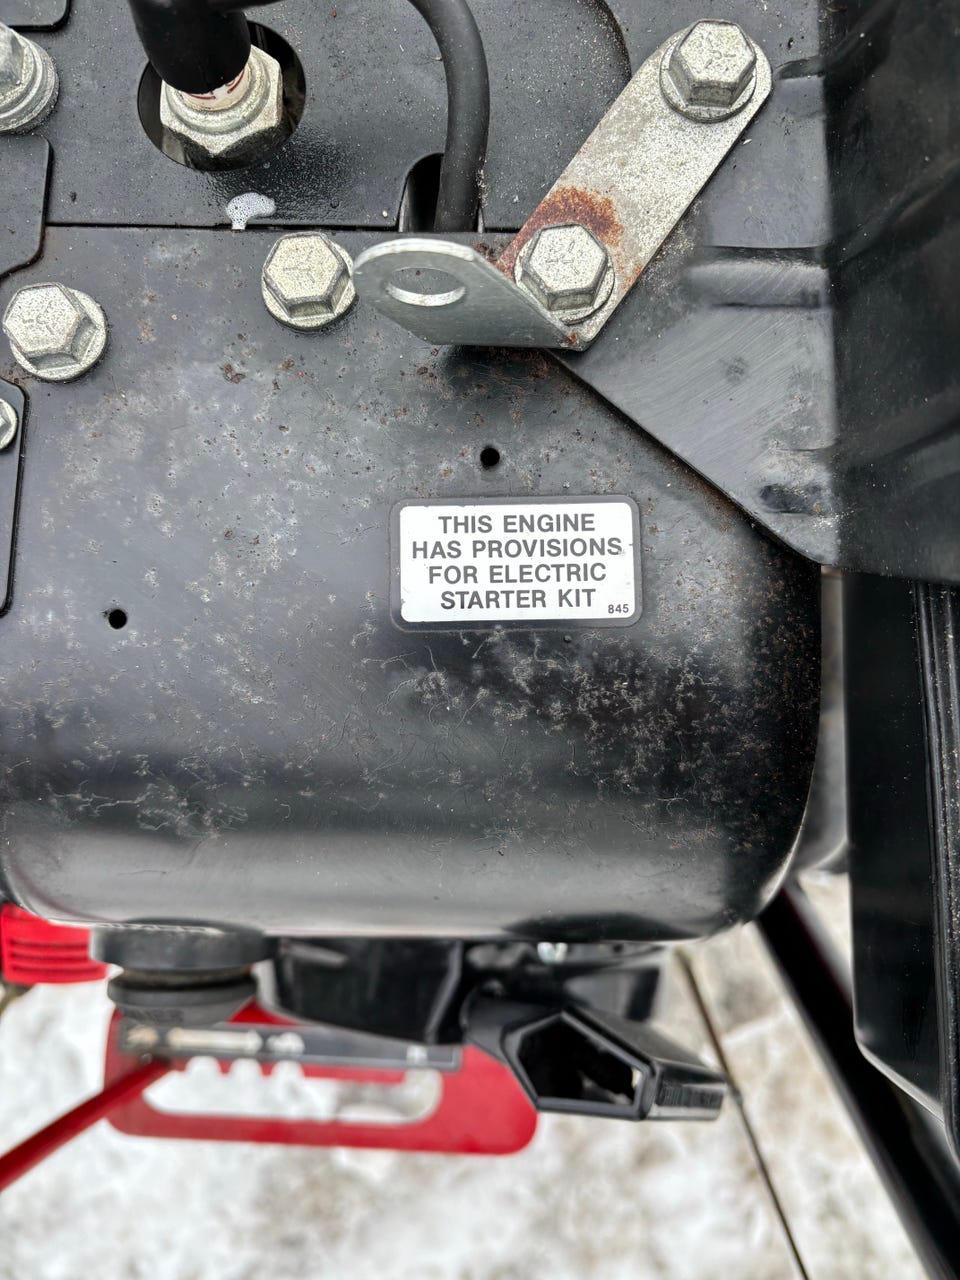 THIS ENGINE
HAS PROVISIONS
FOR ELECTRIC
STARTER KIT
845